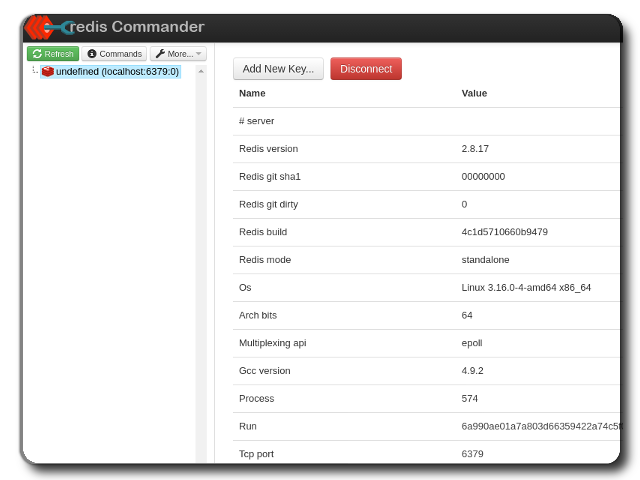 redis Commander
Refresh Commands More...
undefined (localhost:6379:0)
Add New Key... Disconnect
Name Value
# server
Redis version 2.8.17
Redis git sha1 00000000
Redis git dirty 0
Redis build 4c1d5710660b9479
Redis mode standalone
Os Linux 3.16.0-4-amd64 x86_64
Arch bits 64
Multiplexing api epoll
Gcc version 4.9.2
Process 574
Run 6a990ae01a7a803d66359422a74c5f
Tcp port 6379